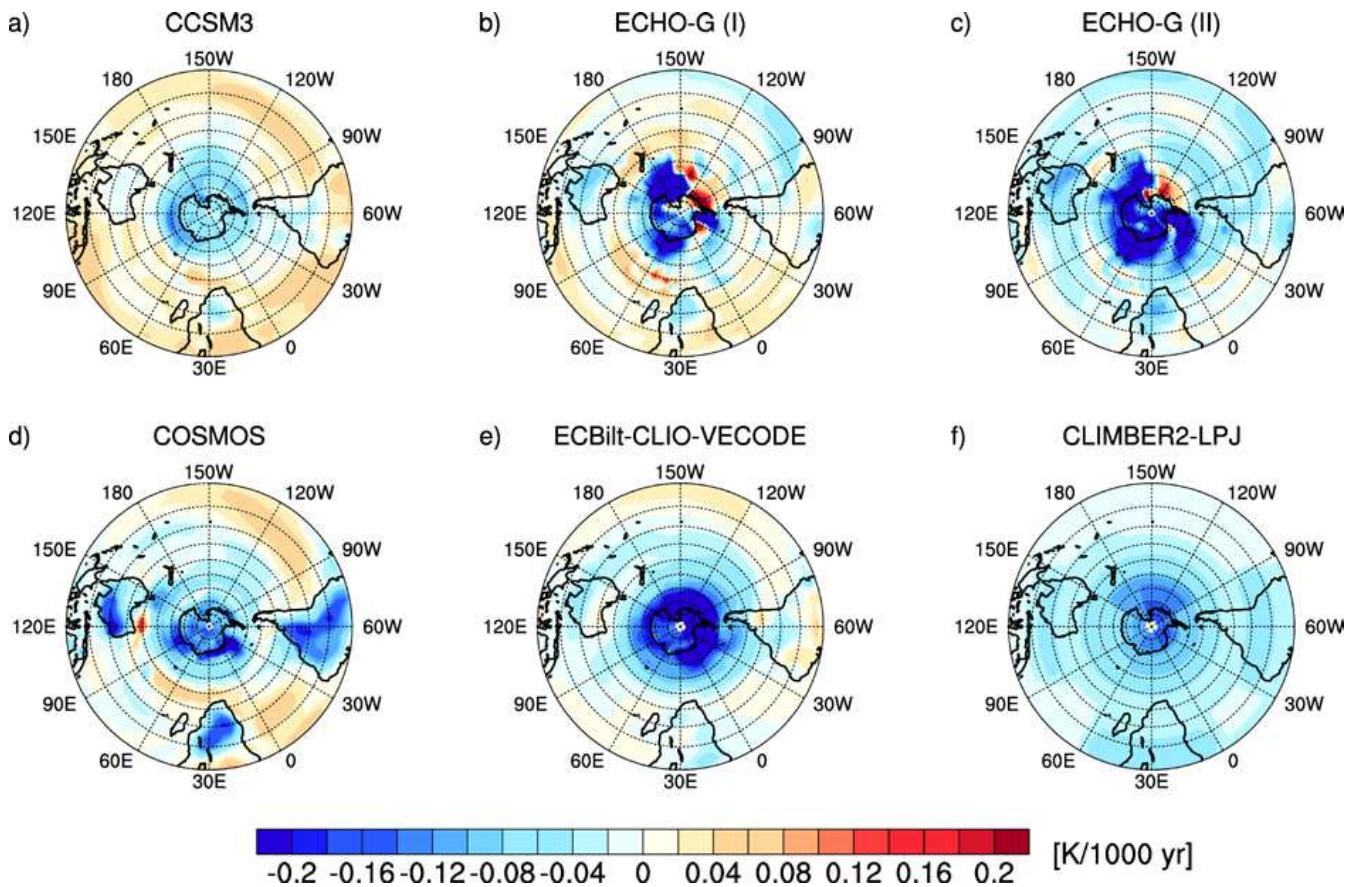 a) CCSM3 b) ECHO-G (I) c) ECHO-G (II)
150W 150W 150W
180 120W 180 120W 180 120W
150E 90W 150E 90W 150E 90W
120E 60W 120E 60W 120E 60W
90E 30W 90E 30W 90E 30W
60E 0 60E 0 60E 0
30E 30E 30E
d) COSMOS e) ECBilt-CLIO-VECODE f) CLIMBER2-LPJ
150W 150W 150W
180 120W 180 120W 180 120W
150E 90W 150E 90W 150E 90W
120E 60W 120E 60W 120E 60W
90E 30W 90E 30W 90E 30W
60E 0 60E 0 60E 0
30E 30E 30E
-0.2 -0.16 -0.12 -0.08 -0.04 0 0.04 0.08 0.12 0.16 0.2 [K/1000 yr]